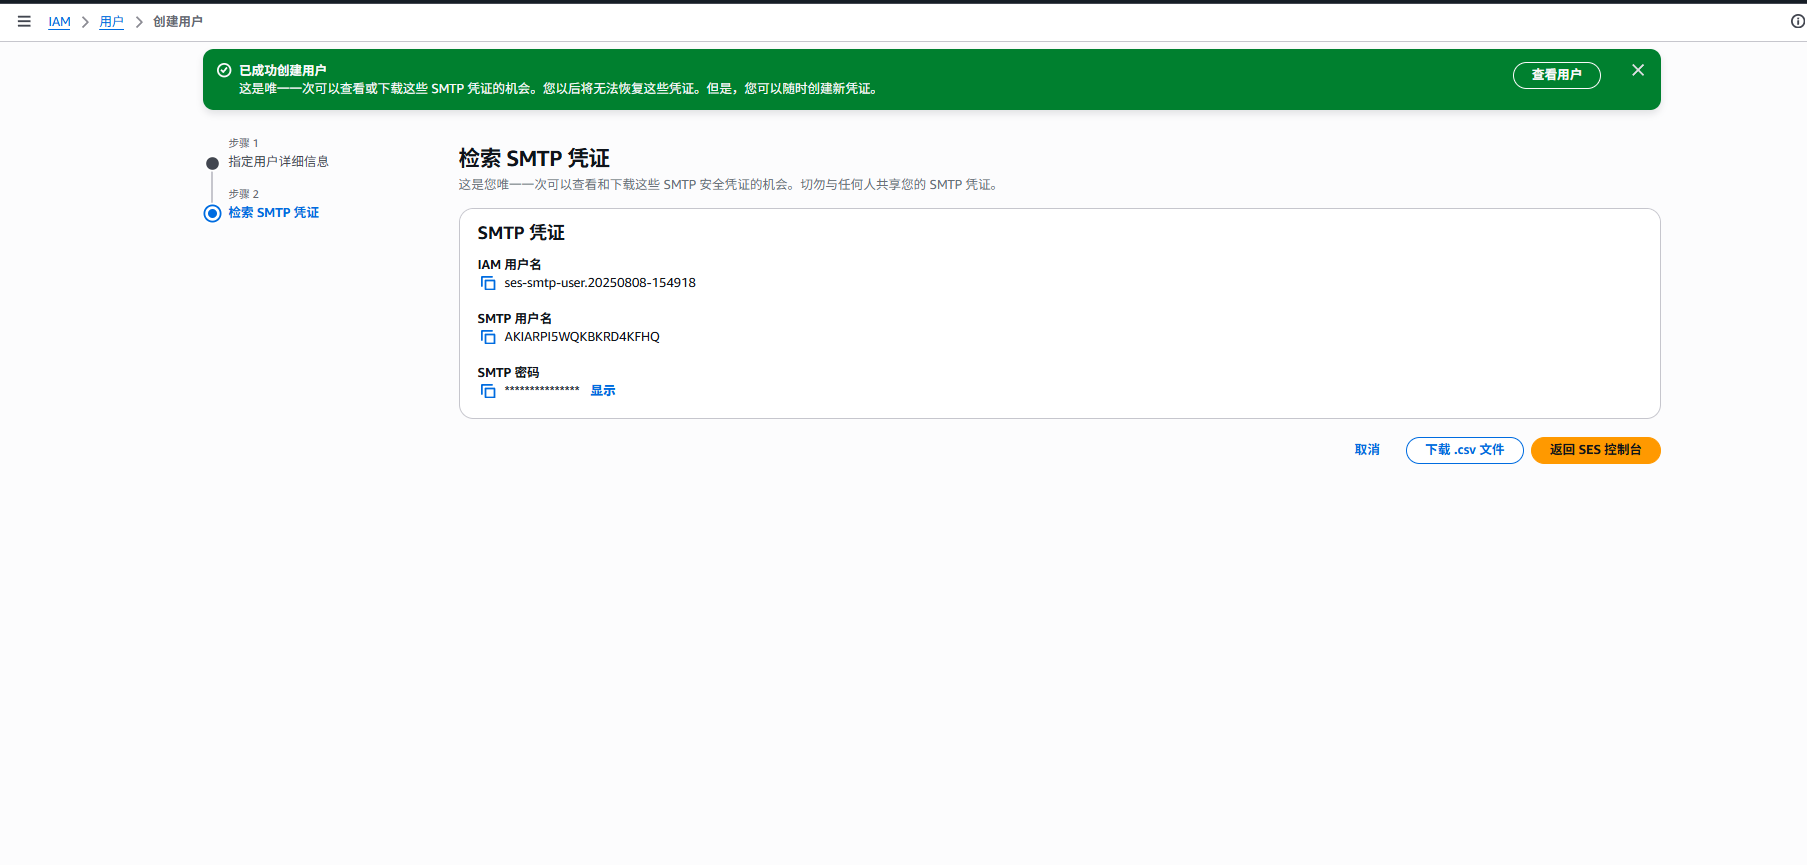 IAM
用户
创建用户
已成功创建用户
这是唯一一次可以查看或下载这些 SMTP 凭证的机会。您以后将无法恢复这些凭证。但是，您可以随时创建新凭证。
查看用户
步骤 1
指定用户详细信息
步骤 2
检索 SMTP 凭证
检索 SMTP 凭证
这是您唯一一次可以查看和下载这些 SMTP 安全凭证的机会。切勿与任何人共享您的 SMTP 凭证。
SMTP 凭证
IAM 用户名
ses-smtp-user.20250808-154918
SMTP 用户名
AKIARPI5WQKBKRD4KFHQ
SMTP 密码
*************** 显示
取消
下载 .csv 文件
返回 SES 控制台